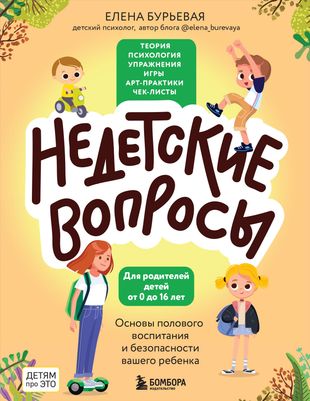 ЕЛЕНА БУРЬЕВАЯ
детский психолог, автор блога @elena_burevaya
ТЕОРИЯ
ПСИХОЛОГИЯ
УПРАЖНЕНИЯ
ИГРЫ
АРТ-ПРАКТИКИ
ЧЕК-ЛИСТЫ
НЕДЕТСКИЕ
ВОПРОСЫ
Для родителей
детей
от 0 до 16 лет
Основы полового
воспитания
и безопасности
вашего ребенка
ДЕТЯМ
про ЭТО
БОМБОРА
ИЗДАТЕЛЬСТВО